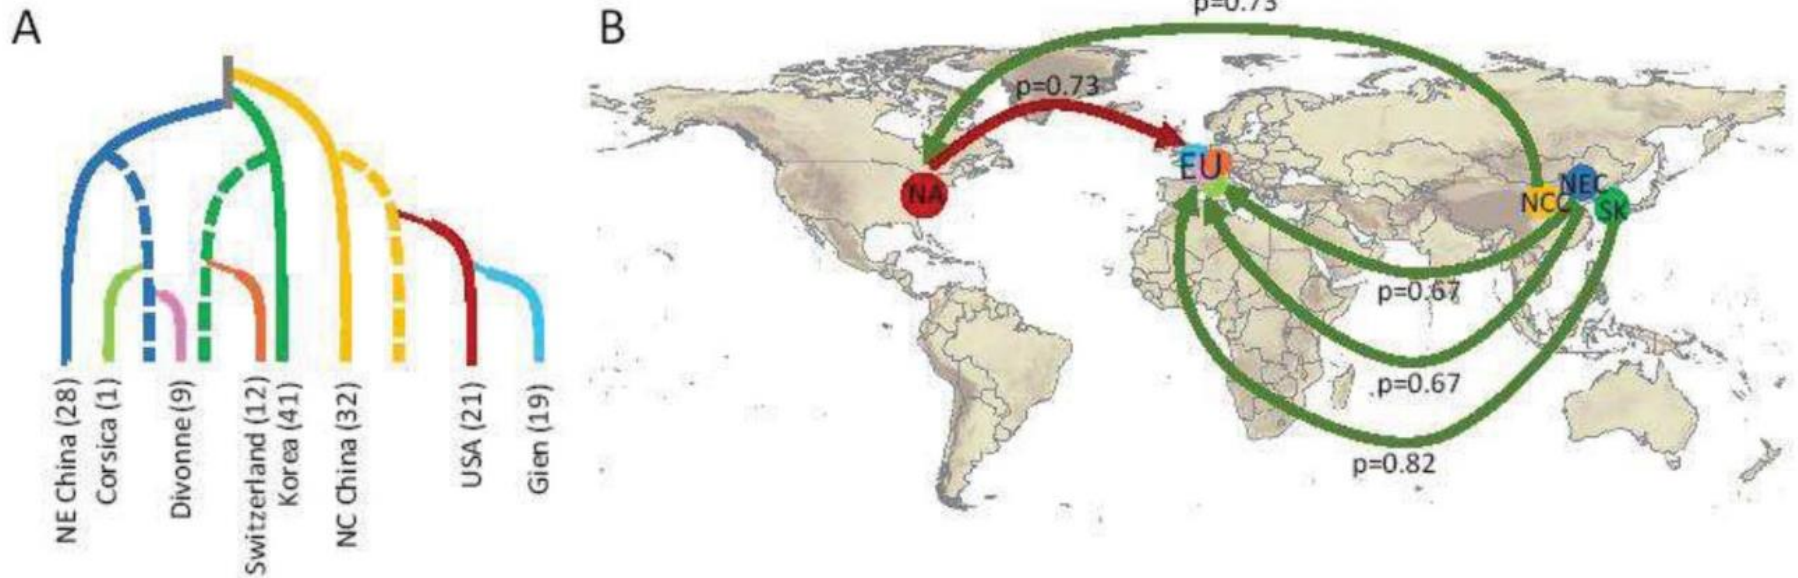 A
B
p=0.73
p=0.73
EU
NA
NEC
NCC
SK
p=0.67
p=0.67
p=0.82
NE China (28)
Corsica (1)
Divonne (9)
Switzerland (12)
Korea (41)
NC China (32)
USA (21)
Gien (19)